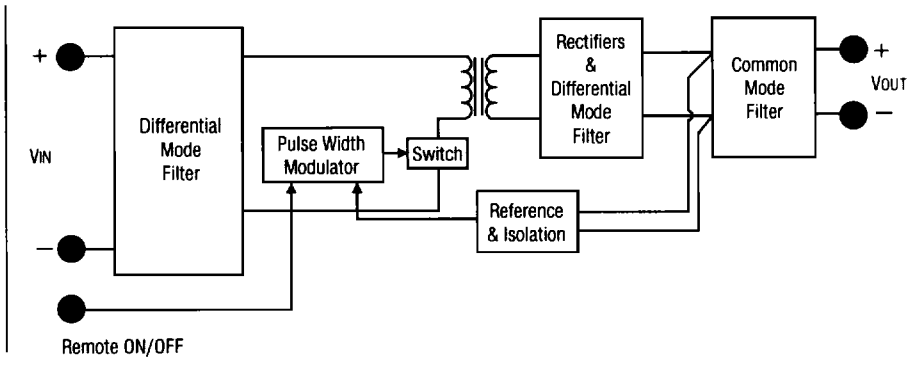 +
VIN
−
Remote ON/OFF
Differential
Mode
Filter
Pulse Width
Modulator
Switch
Rectifiers
&
Differential
Mode
Filter
Reference
& Isolation
Common
Mode
Filter
+
VOUT
−